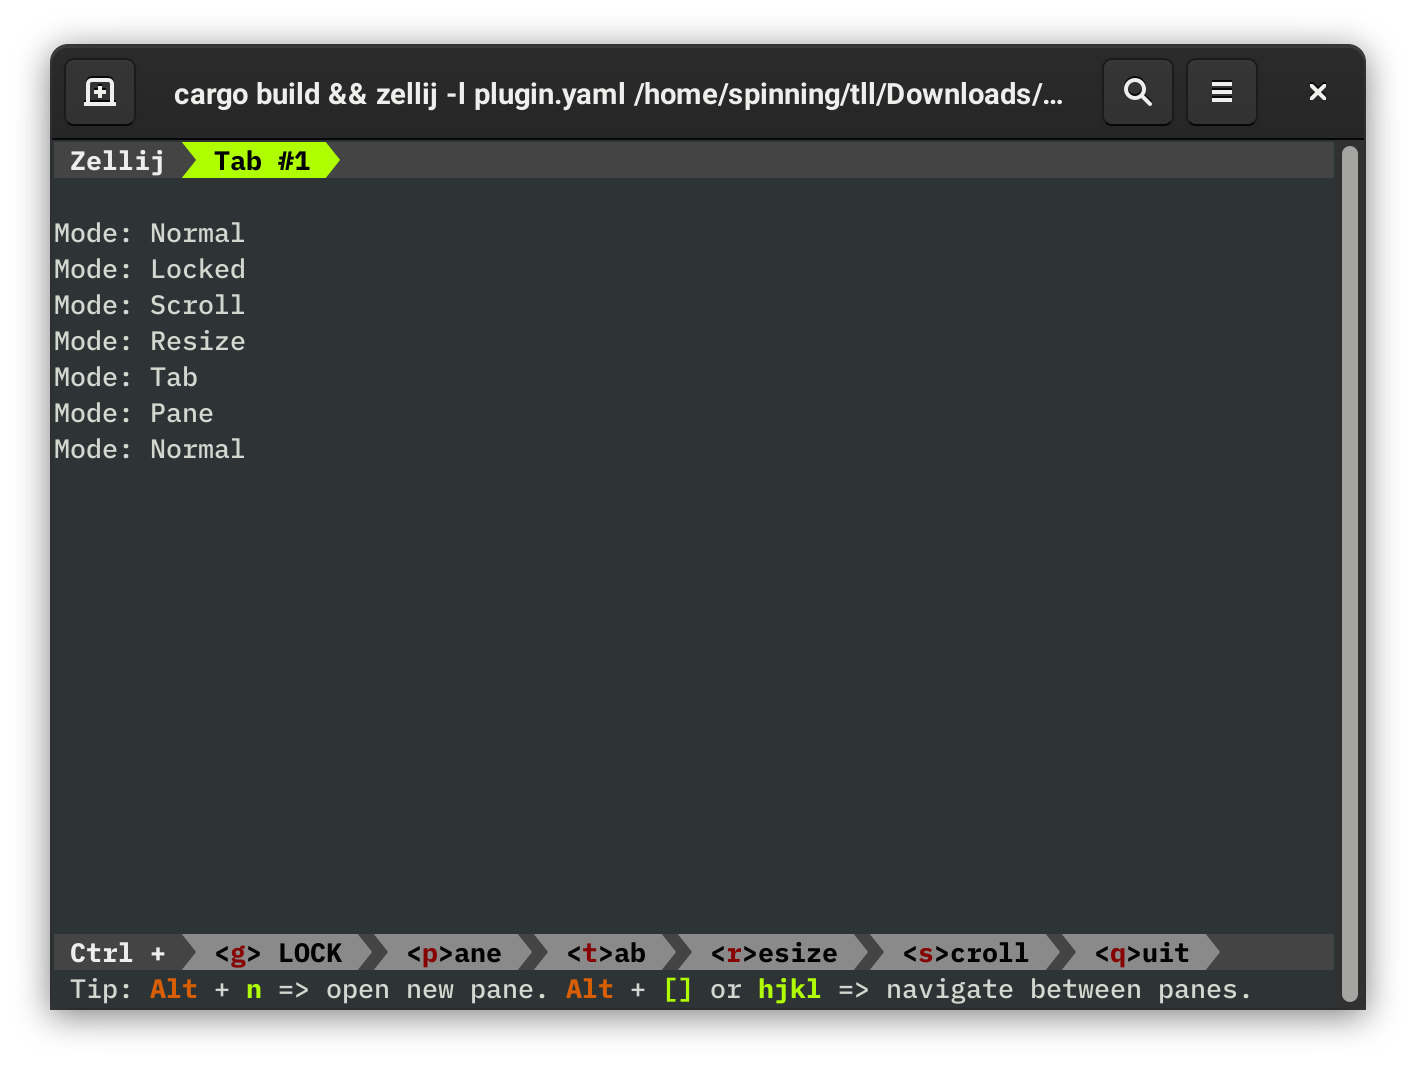 cargo build && zellij -l plugin.yaml /home/spinning/tll/Downloads/...
Zellij Tab #1
Mode: Normal
Mode: Locked
Mode: Scroll
Mode: Resize
Mode: Tab
Mode: Pane
Mode: Normal
Ctrl + <g> LOCK <p>ane <t>ab <r>esize <s>croll <q>uit
Tip: Alt + n => open new pane. Alt + [] or hjkl => navigate between panes.